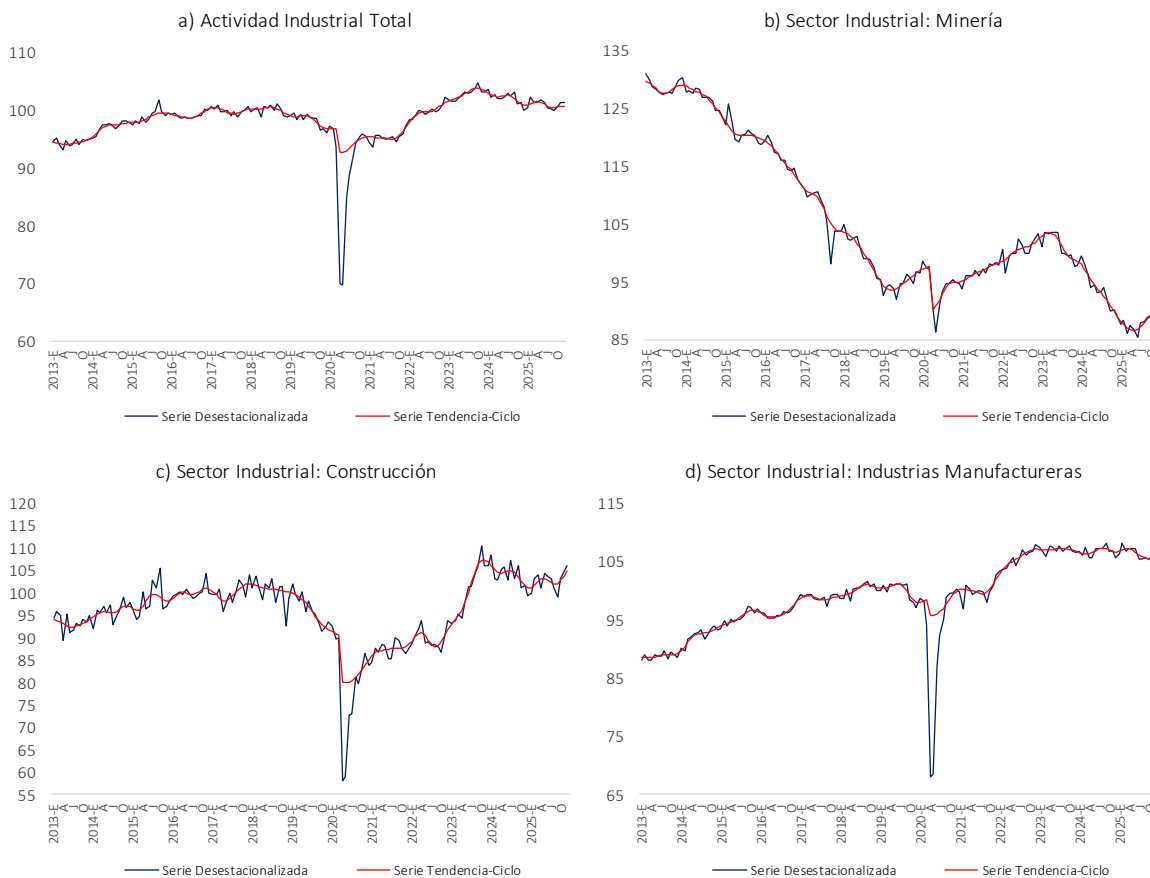 a) Actividad Industrial Total
110
100
90
80
70
60
2013-E
A
J
O
2014-E
A
J
O
2015-E
A
J
O
2016-E
A
J
O
2017-E
A
J
O
2018-E
A
J
O
2019-E
A
J
O
2020-E
A
J
O
2021-E
A
J
O
2022-E
A
J
O
2023-E
A
J
O
2024-E
A
J
O
2025-E
A
J
O
Serie Desestacionalizada
Serie Tendencia-Ciclo
b) Sector Industrial: Minería
135
125
115
105
95
85
2013-E
A
J
O
2014-E
A
J
O
2015-E
A
J
O
2016-E
A
J
O
2017-E
A
J
O
2018-E
A
J
O
2019-E
A
J
O
2020-E
A
J
O
2021-E
A
J
O
2022-E
A
J
O
2023-E
A
J
O
2024-E
A
J
O
2025-E
A
J
O
Serie Desestacionalizada
Serie Tendencia-Ciclo
c) Sector Industrial: Construcción
120
115
110
105
100
95
90
85
80
75
70
65
60
55
2013-E
A
J
O
2014-E
A
J
O
2015-E
A
J
O
2016-E
A
J
O
2017-E
A
J
O
2018-E
A
J
O
2019-E
A
J
O
2020-E
A
J
O
2021-E
A
J
O
2022-E
A
J
O
2023-E
A
J
O
2024-E
A
J
O
2025-E
A
J
O
Serie Desestacionalizada
Serie Tendencia-Ciclo
d) Sector Industrial: Industrias Manufactureras
115
105
95
85
75
65
2013-E
A
J
O
2014-E
A
J
O
2015-E
A
J
O
2016-E
A
J
O
2017-E
A
J
O
2018-E
A
J
O
2019-E
A
J
O
2020-E
A
J
O
2021-E
A
J
O
2022-E
A
J
O
2023-E
A
J
O
2024-E
A
J
O
2025-E
A
J
O
Serie Desestacionalizada
Serie Tendencia-Ciclo